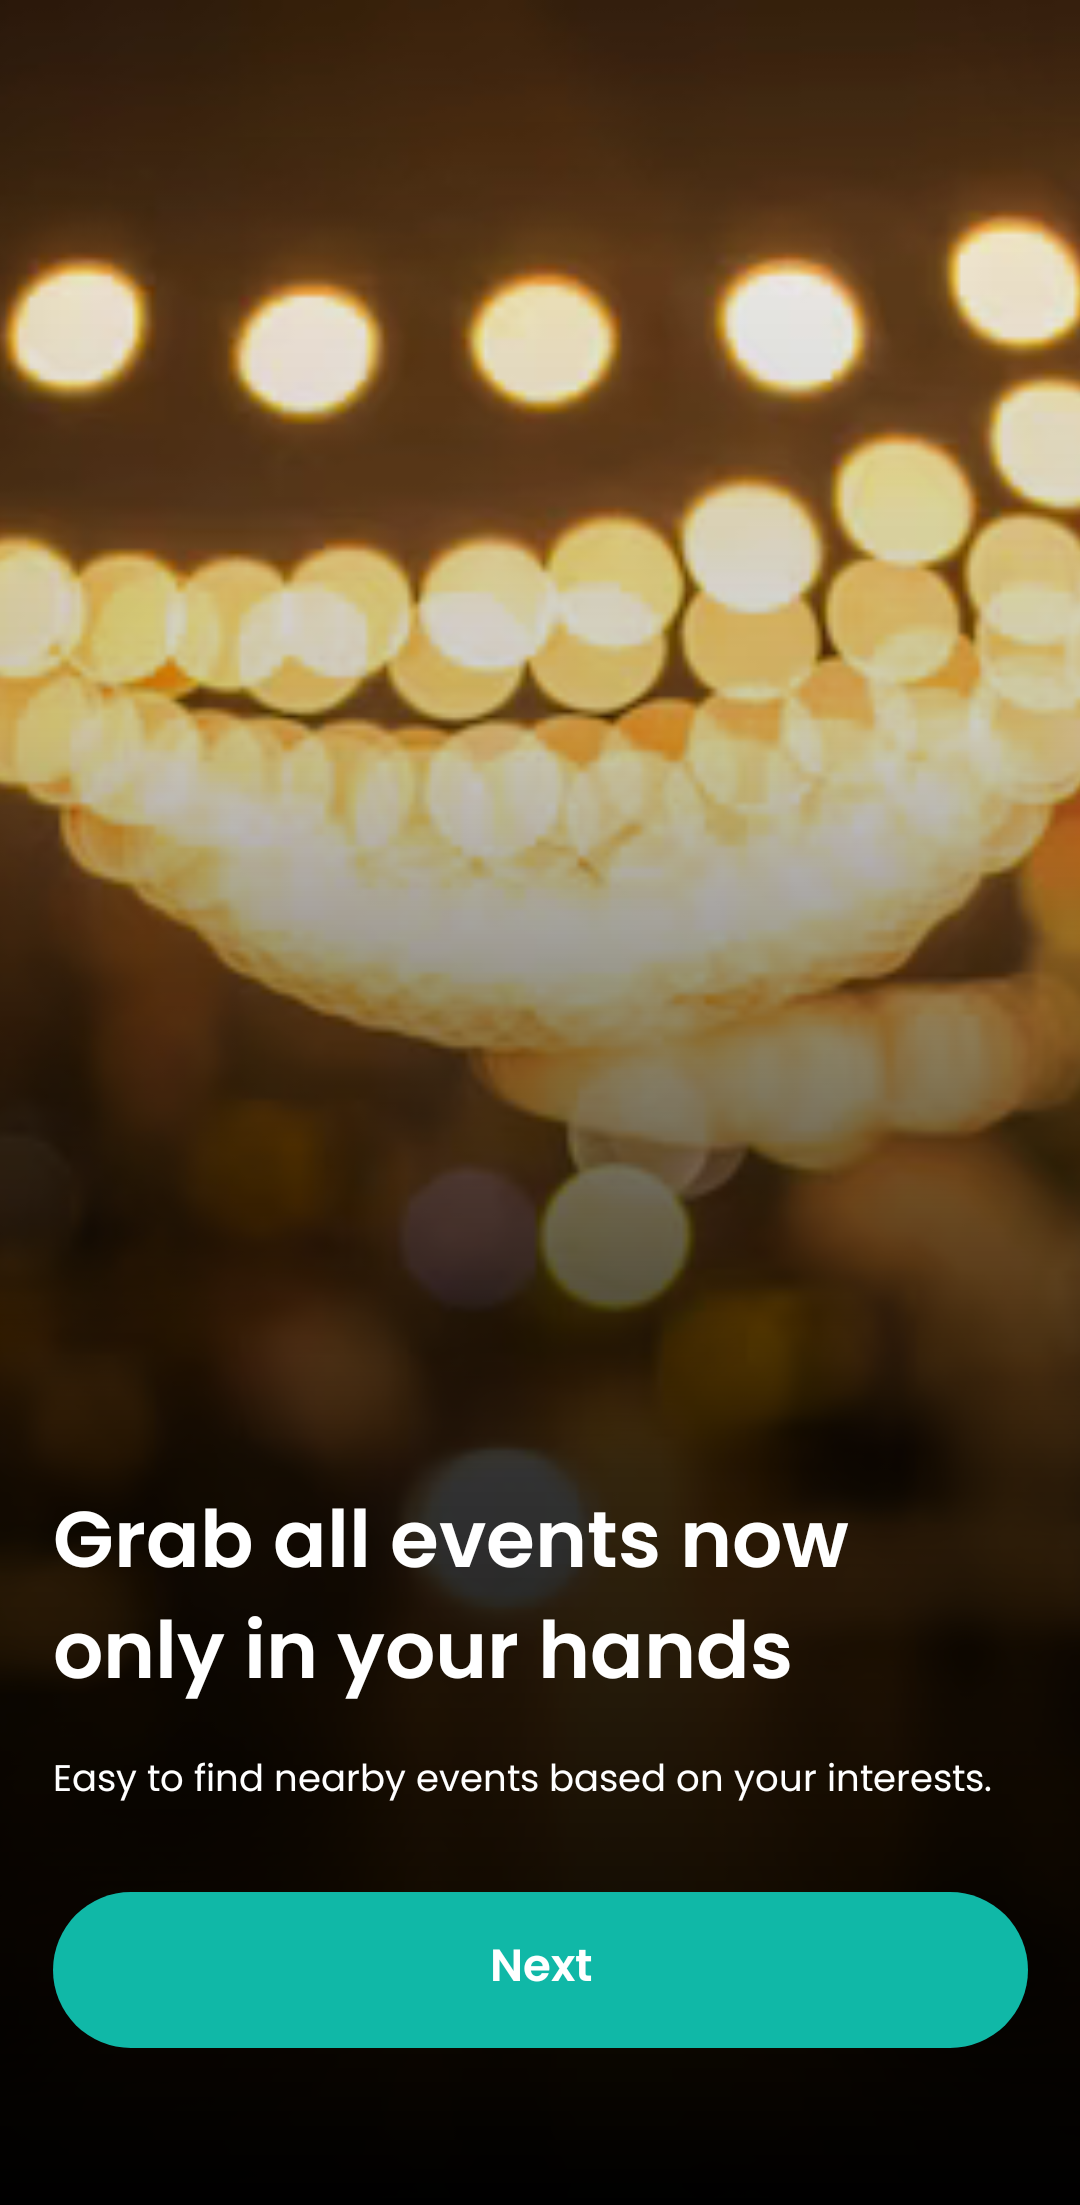 Grab all events now
only in your hands
Easy to find nearby events based on your interests.
Next